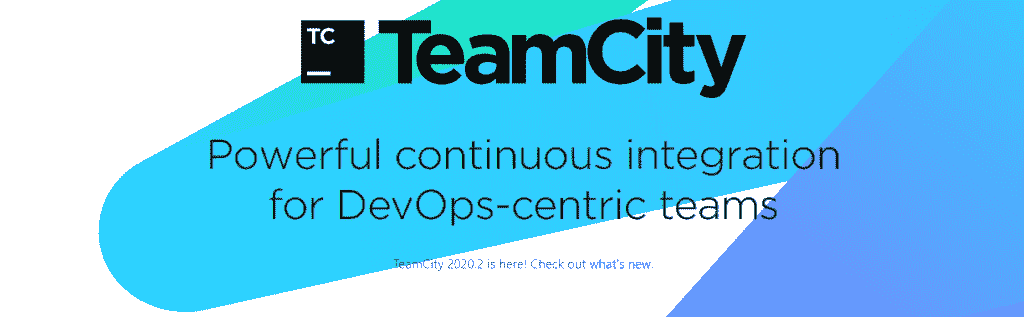 TC
TeamCity
Powerful continuous integration
for DevOps-centric teams
TeamCity 2020.2 is here! Check out what's new.